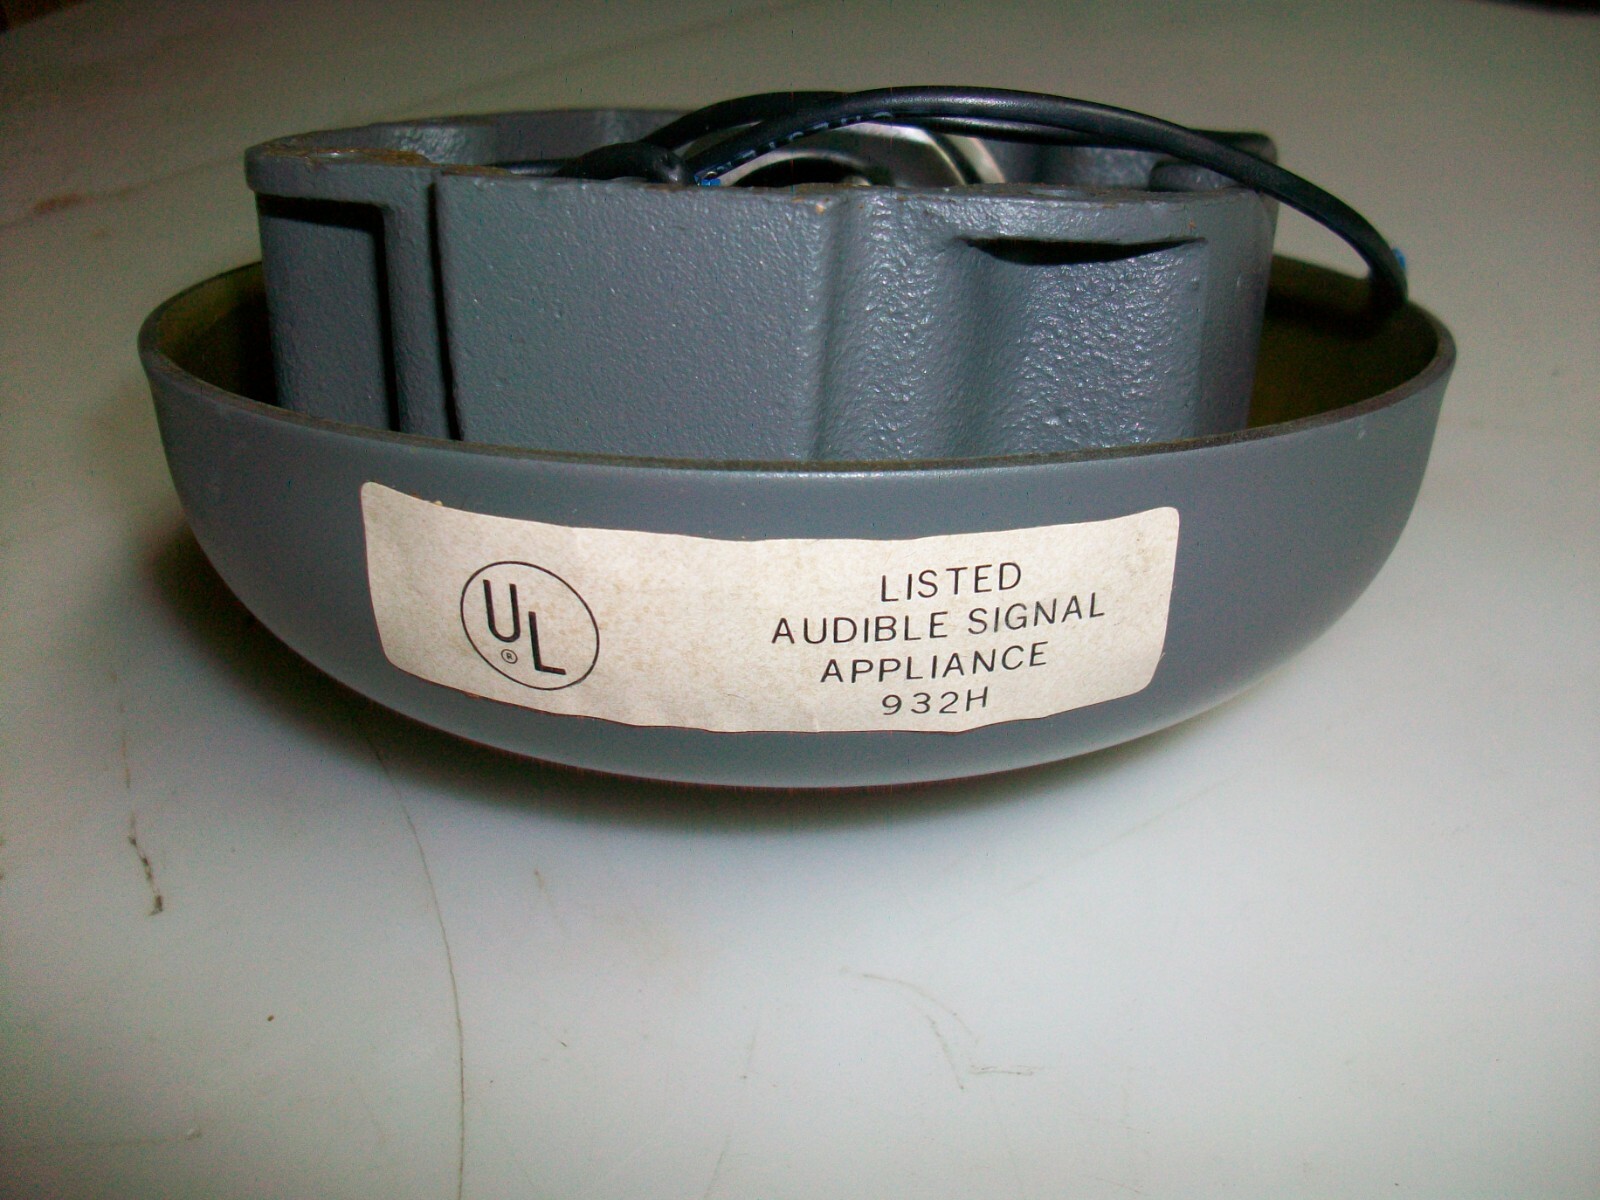 UL
®
LISTED
AUDIBLE SIGNAL
APPLIANCE
932H